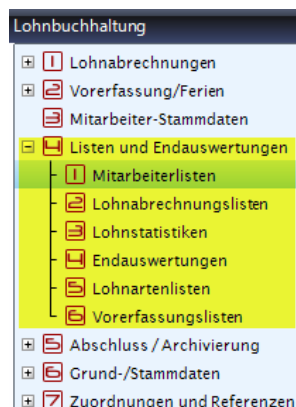 Lohnbuchhaltung
1 Lohnabrechnungen
2 Vorerfassung/Ferien
3 Mitarbeiter-Stammdaten
4 Listen und Endauswertungen
1 Mitarbeiterlisten
2 Lohnabrechnungslisten
3 Lohnstatistiken
4 Endauswertungen
5 Lohnartenlisten
6 Vorerfassungslisten
5 Abschluss / Archivierung
6 Grund-/Stammdaten
7 Zuordnungen und Referenzen